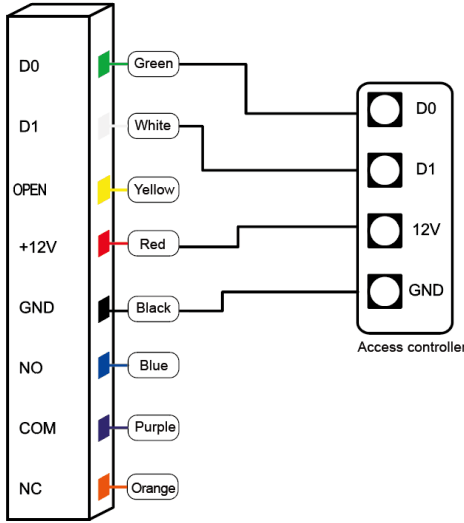 D0 Green
D1 White
OPEN Yellow
+12V Red
GND Black
NO Blue
COM Purple
NC Orange
D0
D1
12V
GND
Access controller